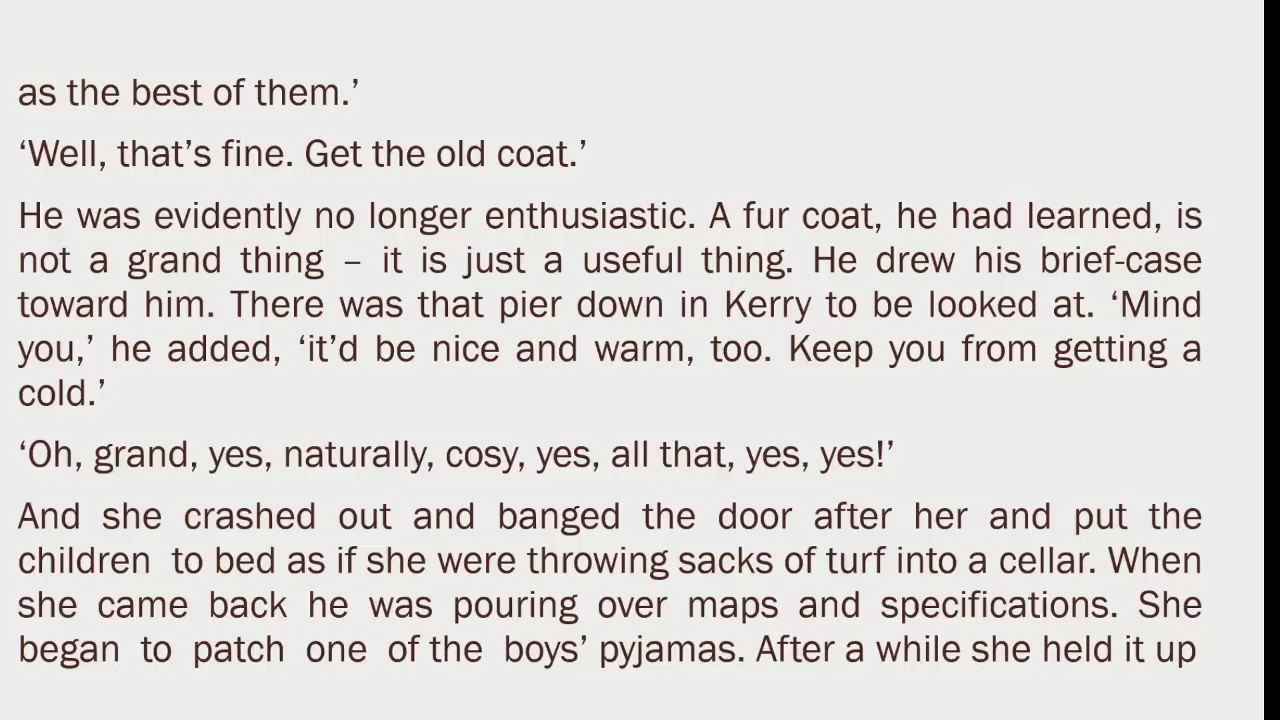 as the best of them.’
‘Well, that’s fine. Get the old coat.’
He was evidently no longer enthusiastic. A fur coat, he had learned, is
not a grand thing – it is just a useful thing. He drew his brief-case
toward him. There was that pier down in Kerry to be looked at. ‘Mind
you,’ he added, ‘it’d be nice and warm, too. Keep you from getting a
cold.’
‘Oh, grand, yes, naturally, cosy, yes, all that, yes, yes!’
And she crashed out and banged the door after her and put the
children to bed as if she were throwing sacks of turf into a cellar. When
she came back he was pouring over maps and specifications. She
began to patch one of the boys’ pyjamas. After a while she held it up